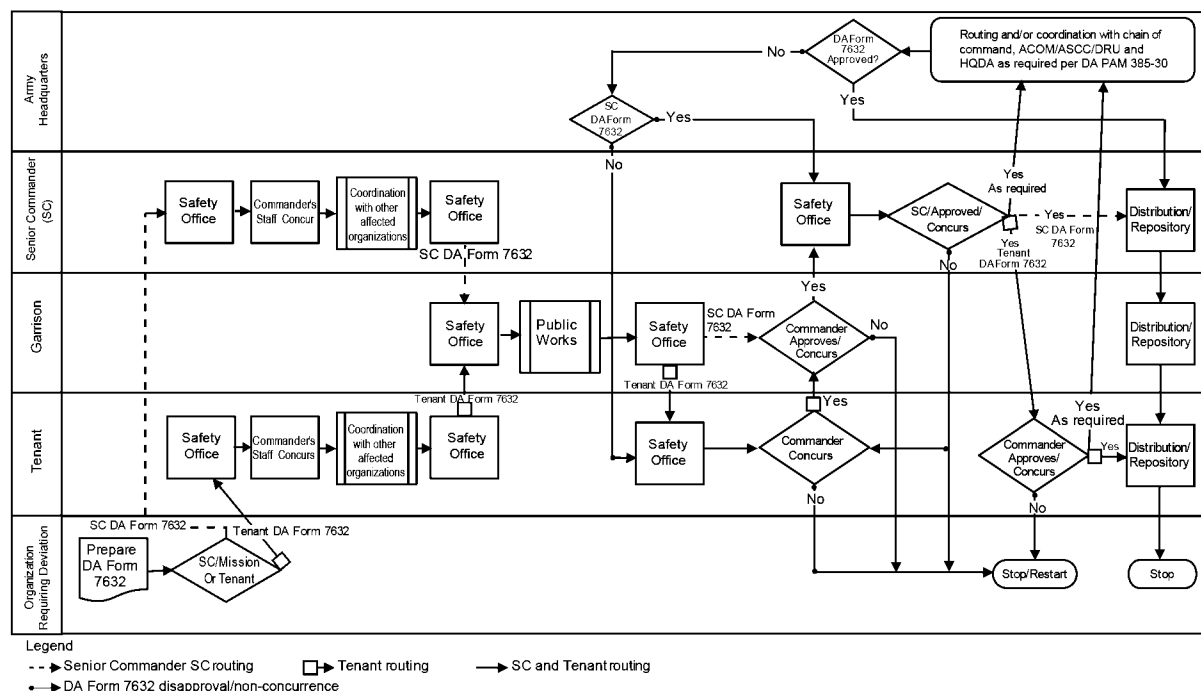 Army
Headquarters
No
DA Form
7632
Approved?
Yes
Routing and/or coordination with chain of
command, ACOM/ASCC/DRU and
HQDA as required per DA PAM 385-30
SC
DA Form
7632
Yes
No
Senior Commander
(SC)
Safety
Office
Commander's
Staff Concur
Coordination
with other
affected
organizations
Safety
Office
SC DA Form 7632
Safety
Office
SC/Approved/
Concurs
Yes
As required
Yes
SC DA Form
7632
Yes
Tenant
DA Form 7632
No
Distribution/
Repository
Garrison
Safety
Office
Public
Works
Safety
Office
SC DA Form
7632
Yes
Commander
Approves/
Concurs
No
Distribution/
Repository
Tenant DA Form 7632
Tenant DA Form 7632
Tenant
Safety
Office
Commander's
Staff Concurs
Coordination
with other
affected
organizations
Safety
Office
Safety
Office
Yes
Commander
Concurs
No
Yes
As required
Commander
Approves/
Concurs
Yes
No
Distribution/
Repository
Organization
Requiring Deviation
SC DA Form 7632
Tenant DA Form 7632
Prepare
DA Form
7632
SC/Mission
Or Tenant
Stop/Restart
Stop
Legend
Senior Commander SC routing
Tenant routing
SC and Tenant routing
DA Form 7632 disapproval/non-concurrence